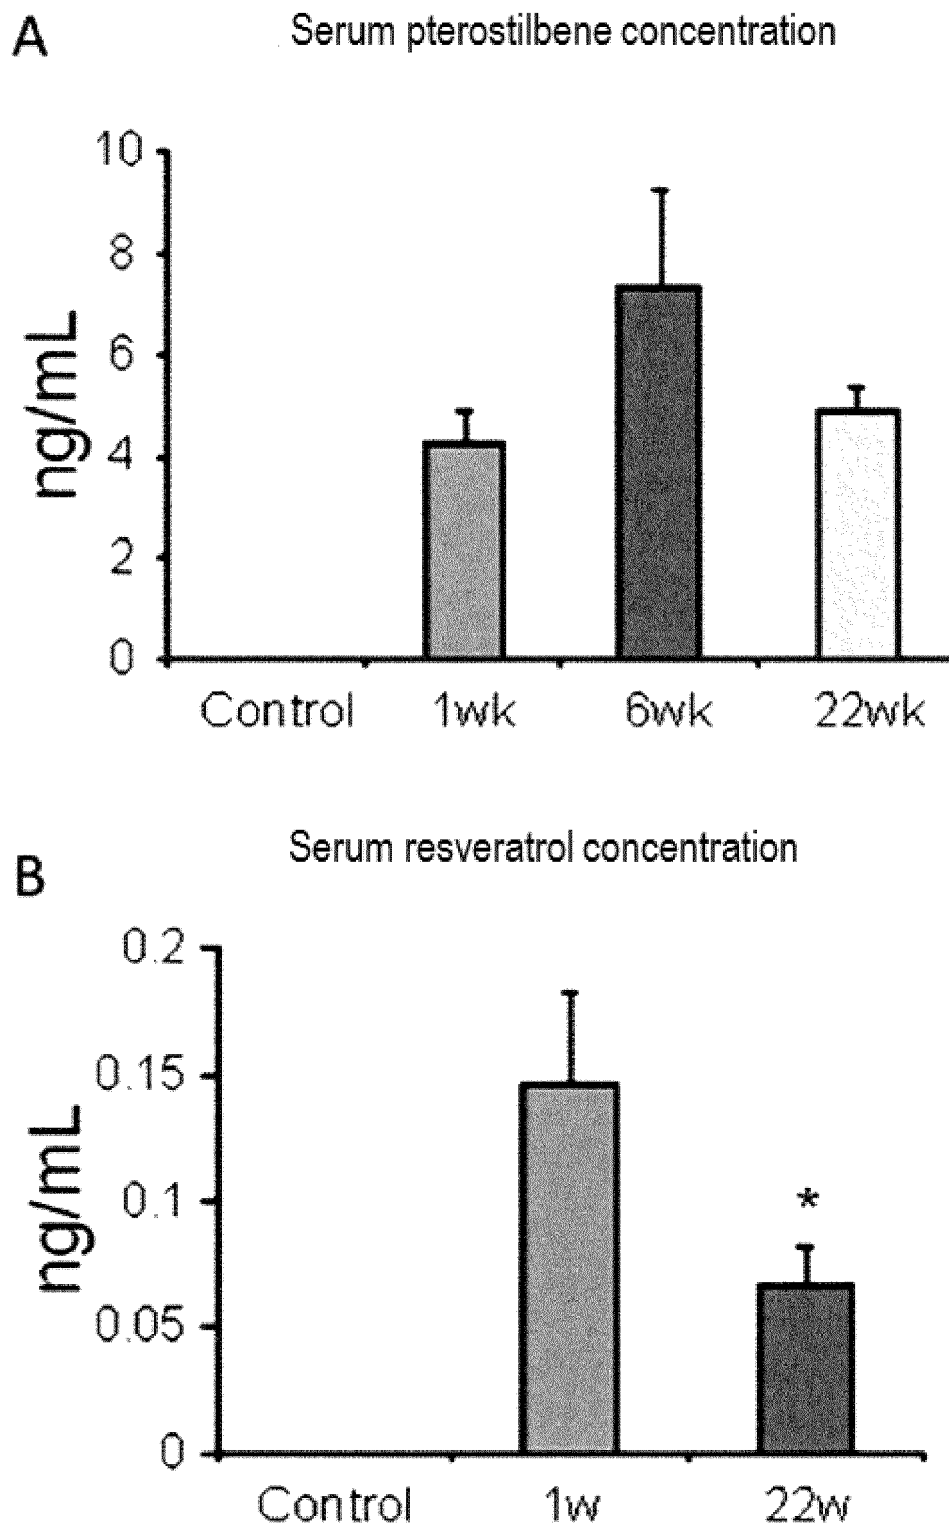 A
Serum pterostilbene concentration
10
8
6
4
2
0
ng/mL
Control 1wk 6wk 22wk
B
Serum resveratrol concentration
0.2
0.15
0.1
0.05
0
ng/mL
*
Control 1w 22w